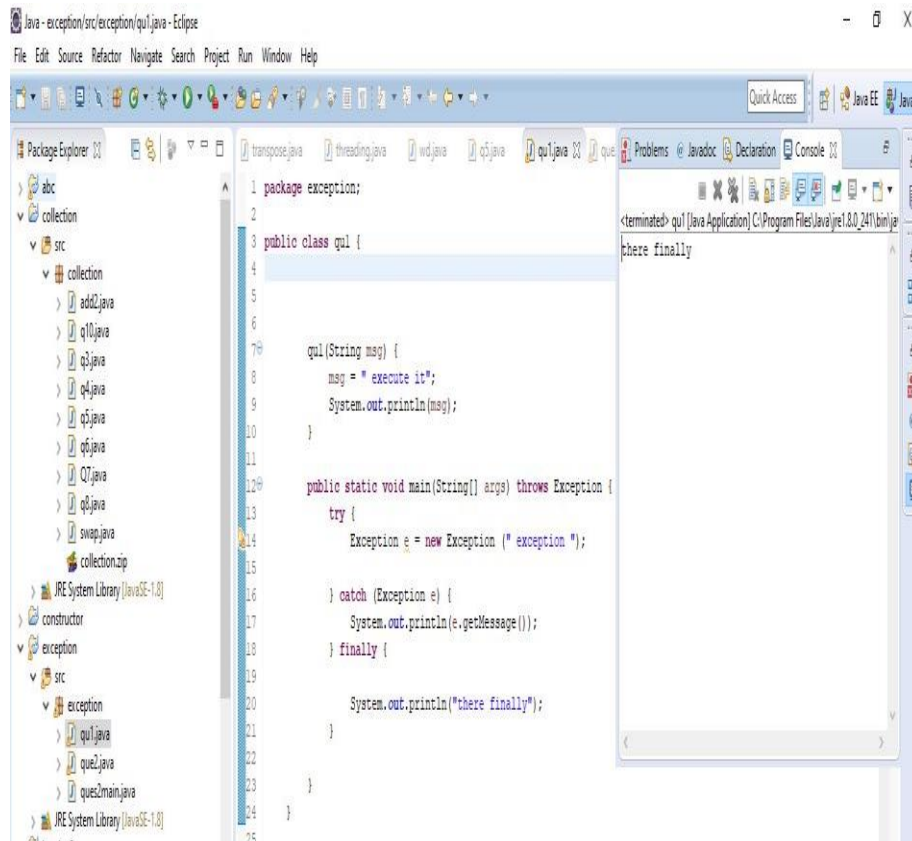 Java - exception/src/exception/qu1.java - Eclipse
File Edit Source Refactor Navigate Search Project Run Window Help
Quick Access
Java EE
Java
Package Explorer
abc
collection
src
collection
add2.java
q10.java
q3.java
q4.java
q5.java
q6.java
Q7.java
q8.java
swap.java
collection.zip
JRE System Library [JavaSE-1.8]
constructor
exception
src
exception
qu1.java
que2.java
ques2main.java
JRE System Library [JavaSE-1.8]
transpose.java threading.java wd.java q5.java qu1.java que
1 package exception;
2
3 public class qu1 {
4
5
6
7 qu1(String msg) {
8 msg = " execute it";
9 System.out.println(msg);
10 }
11
12 public static void main(String[] args) throws Exception {
13 try {
14 Exception e = new Exception (" exception ");
15
16 } catch (Exception e) {
17 System.out.println(e.getMessage());
18 } finally {
19
20 System.out.println("there finally");
21 }
22
23 }
24 }
25
Problems Javadoc Declaration Console
<terminated> qu1 [Java Application] C:\Program Files\Java\jre1.8.0_241\bin\ja
there finally